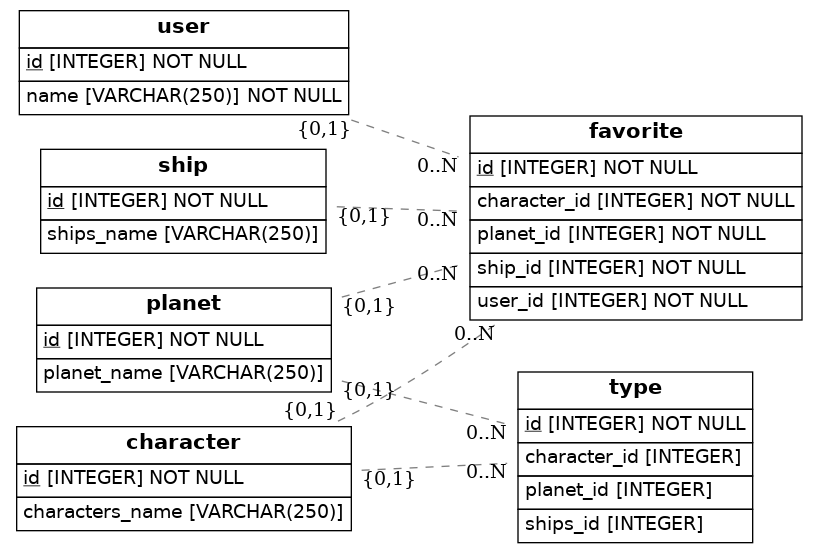 user
id [INTEGER] NOT NULL
name [VARCHAR(250)] NOT NULL
{0,1}
0..N
ship
id [INTEGER] NOT NULL
ships_name [VARCHAR(250)]
{0,1}
0..N
planet
id [INTEGER] NOT NULL
planet_name [VARCHAR(250)]
{0,1}
0..N
{0,1}
0..N
character
id [INTEGER] NOT NULL
characters_name [VARCHAR(250)]
{0,1}
0..N
{0,1}
0..N
favorite
id [INTEGER] NOT NULL
character_id [INTEGER] NOT NULL
planet_id [INTEGER] NOT NULL
ship_id [INTEGER] NOT NULL
user_id [INTEGER] NOT NULL
type
id [INTEGER] NOT NULL
character_id [INTEGER]
planet_id [INTEGER]
ships_id [INTEGER]